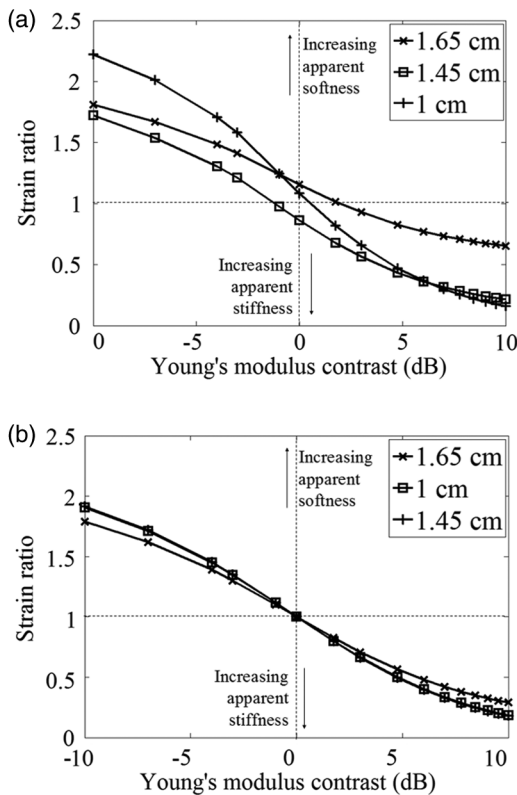 (a)
2.5
2
1.5
1
0.5
0
Strain ratio
Increasing
apparent
softness
1.65 cm
1.45 cm
1 cm
Increasing
apparent
stiffness
0
-5
0
5
10
Young's modulus contrast (dB)
(b)
2.5
2
1.5
1
0.5
0
Strain ratio
Increasing
apparent
softness
1.65 cm
1 cm
1.45 cm
Increasing
apparent
stiffness
-10
-5
0
5
10
Young's modulus contrast (dB)